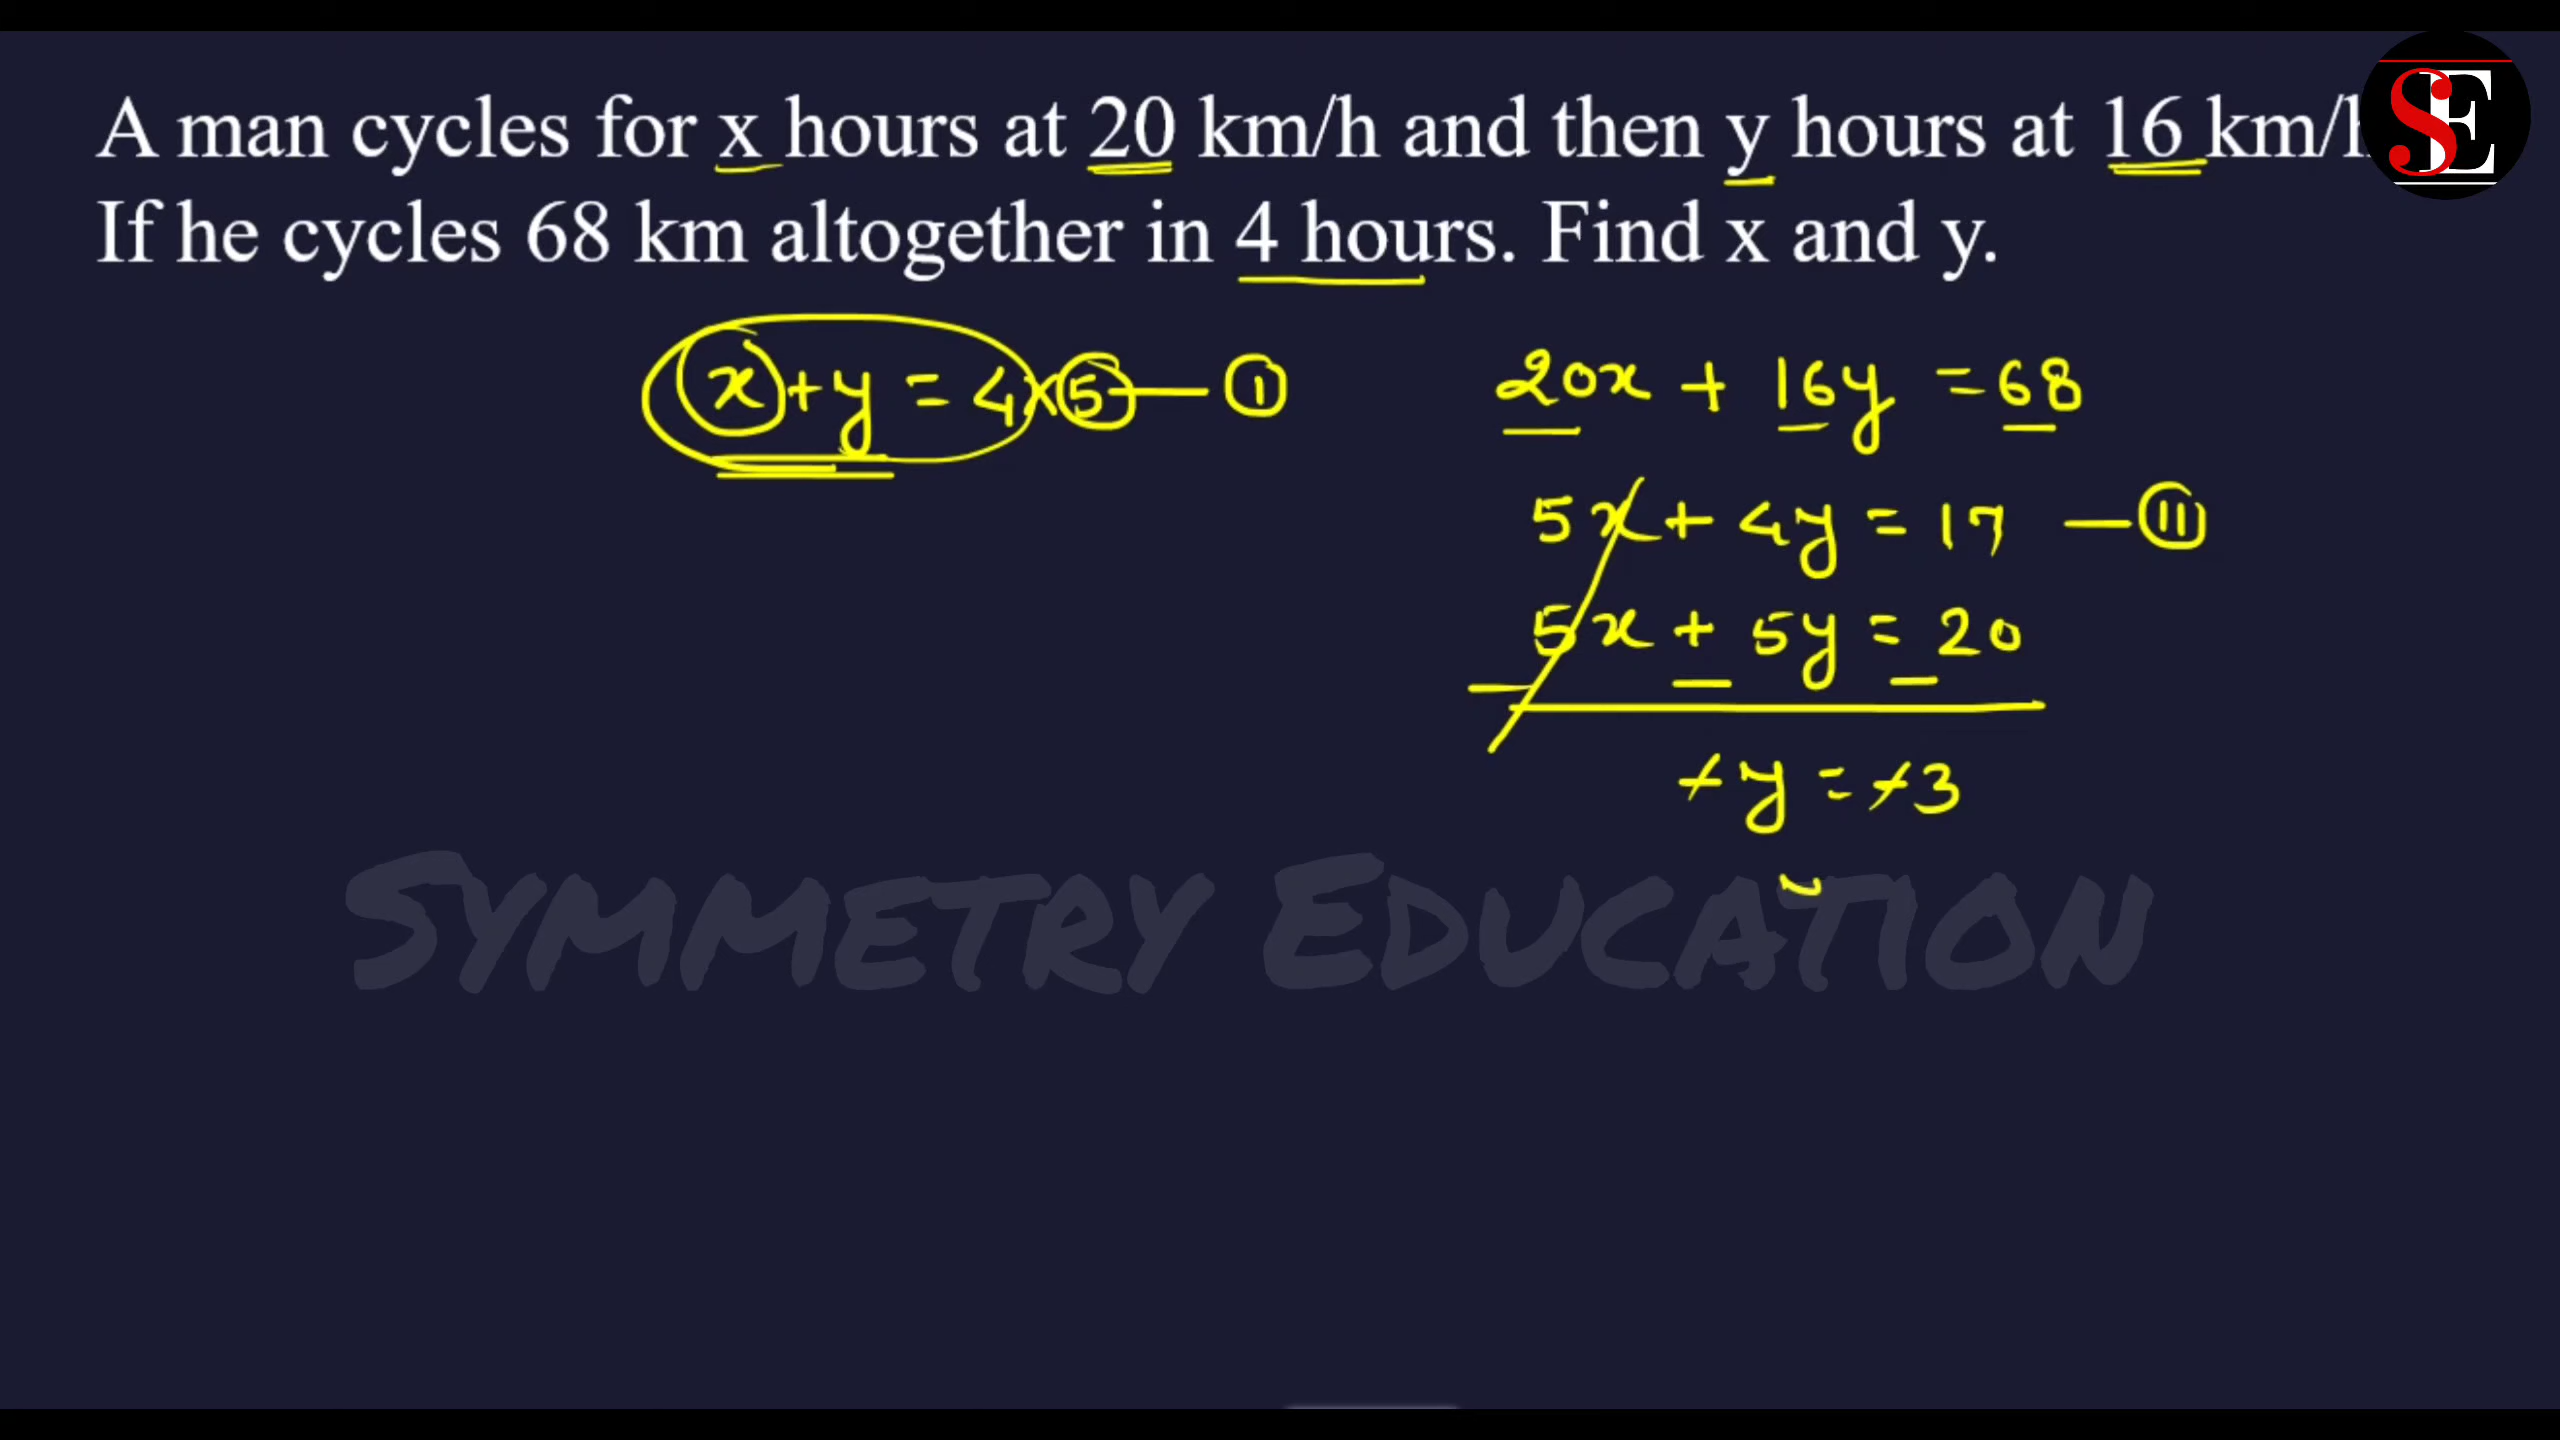 A man cycles for x hours at 20 km/h and then y hours at 16 km/h
If he cycles 68 km altogether in 4 hours. Find x and y.
SE
x+y = 4×5 — ①
20x + 16y = 68
5x + 4y = 17 — ⑪
5x + 5y = 20
-y = -3
SYMMETRY EDUCATION